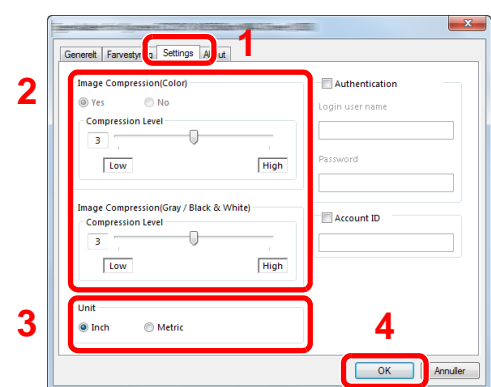 1
Generelt Farvestyring Settings About
2
Image Compression(Color)
Yes No
Compression Level
3
Low High
Image Compression(Gray / Black & White)
Compression Level
3
Low High
Authentication
Login user name
Password
Account ID
3
Unit
Inch Metric
4
OK Annuller